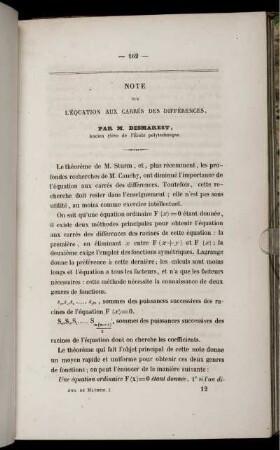 — 169 —
NOTE
SUR
L'ÉQUATION AUX CARRÉS DES DIFFÉRENCES,
PAR M. DESMAREST,
Ancien élève de l'École polytechnique.
Le théorème de M. Sturm, et, plus récemment, les pro-
fondes recherches de M. Cauchy, ont diminué l'importance de
l'équation aux carrés des différences. Toutefois, cette re-
cherche doit rester dans l'enseignement ; elle n'est pas sans
utilité, au moins comme exercice intellectuel.
On sait qu'une équation ordinaire F (x) = 0 étant donnée, il
existe deux méthodes principales pour obtenir l'équation
aux carrés des différences des racines de cette équation : la
première, en éliminant x entre F (x+y) et F (x); la
deuxième exige l'emploi des fonctions symétriques. Lagrange
donne la préférence à cette dernière ; les calculs sont moins
longs et l'équation a tous les facteurs, et n'a que les facteurs
nécessaires : cette méthode nécessite la connaissance de deux
genres de fonctions.
sommes des puissances successives des ra-
cines de l'équation F (x)=0.
sommes des puissances successives des
racines de l'équation dont on cherche les coefficients.
Le théorème qui fait l'objet principal de cette note donne
un moyen rapide et uniforme pour obtenir ces deux genres
de fonctions ; on peut l'énoncer de la manière suivante :
Une équation ordinaire F(x)=0 étant donnée, 1° si l'on di-
ANN. DE MATHÉM. I 12